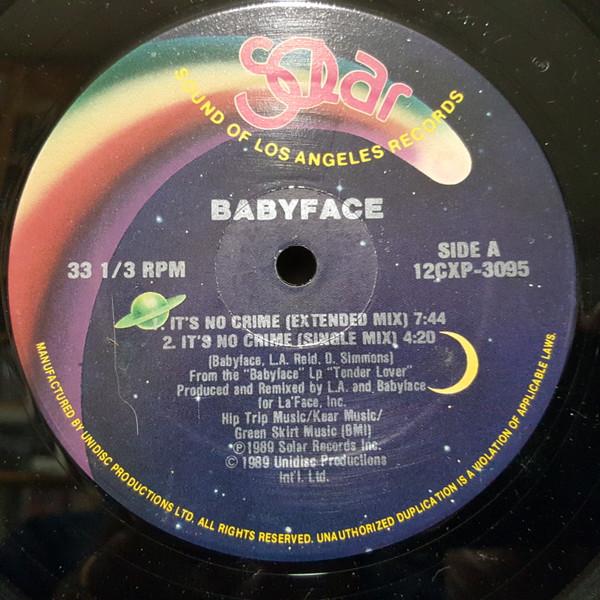 Solar
SOUND OF LOS ANGELES RECORDS
BABYFACE
33 1/3 RPM
SIDE A
12CXP-3095
1. IT'S NO CRIME (EXTENDED MIX) 7:44
2. IT'S NO CRIME (SINGLE MIX) 4:20
(Babyface, L.A. Reid, D. Simmons)
From the "Babyface" Lp "Tender Lover"
Produced and Remixed by L.A. and Babyface
for La'Face, Inc.
Hip Trip Music/Kear Music/
Green Skirt Music (BMI)
℗ 1989 Solar Records Inc.
© 1989 Unidisc Productions
Int'l. Ltd.
MANUFACTURED BY UNIDISC PRODUCTIONS LTD. ALL RIGHTS RESERVED. UNAUTHORIZED DUPLICATION IS A VIOLATION OF APPLICABLE LAWS.